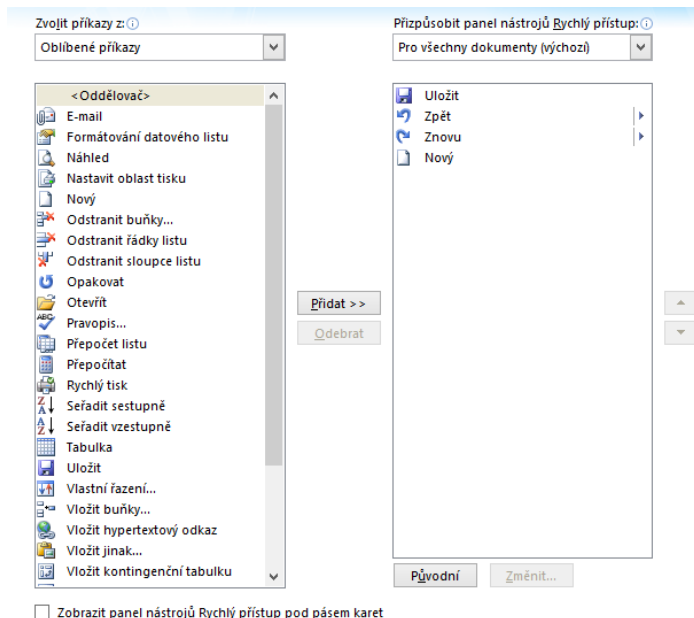 Zvolit příkazy z:
Oblíbené příkazy
<Oddělovač>
E-mail
Formátování datového listu
Náhled
Nastavit oblast tisku
Nový
Odstranit buňky...
Odstranit řádky listu
Odstranit sloupce listu
Opakovat
Otevřít
Pravopis...
Přepočet listu
Přepočítat
Rychlý tisk
Seřadit sestupně
Seřadit vzestupně
Tabulka
Uložit
Vlastní řazení...
Vložit buňky...
Vložit hypertextový odkaz
Vložit jinak...
Vložit kontingenční tabulku
Zobrazit panel nástrojů Rychlý přístup pod pásem karet
Přidat >>
Odebrat
Přizpůsobit panel nástrojů Rychlý přístup:
Pro všechny dokumenty (výchozí)
Uložit
Zpět
Znovu
Nový
Původní
Změnit...